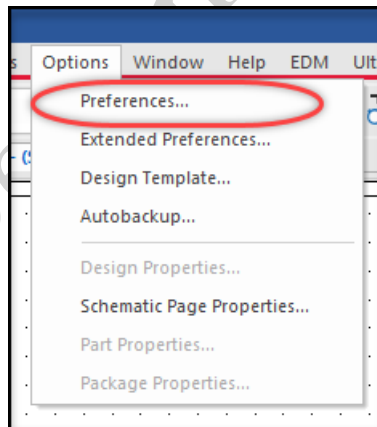 s Options Window Help EDM Ult
Preferences...
Extended Preferences...
- (S
Design Template...
Autobackup...
Design Properties...
Schematic Page Properties...
Part Properties...
Package Properties...